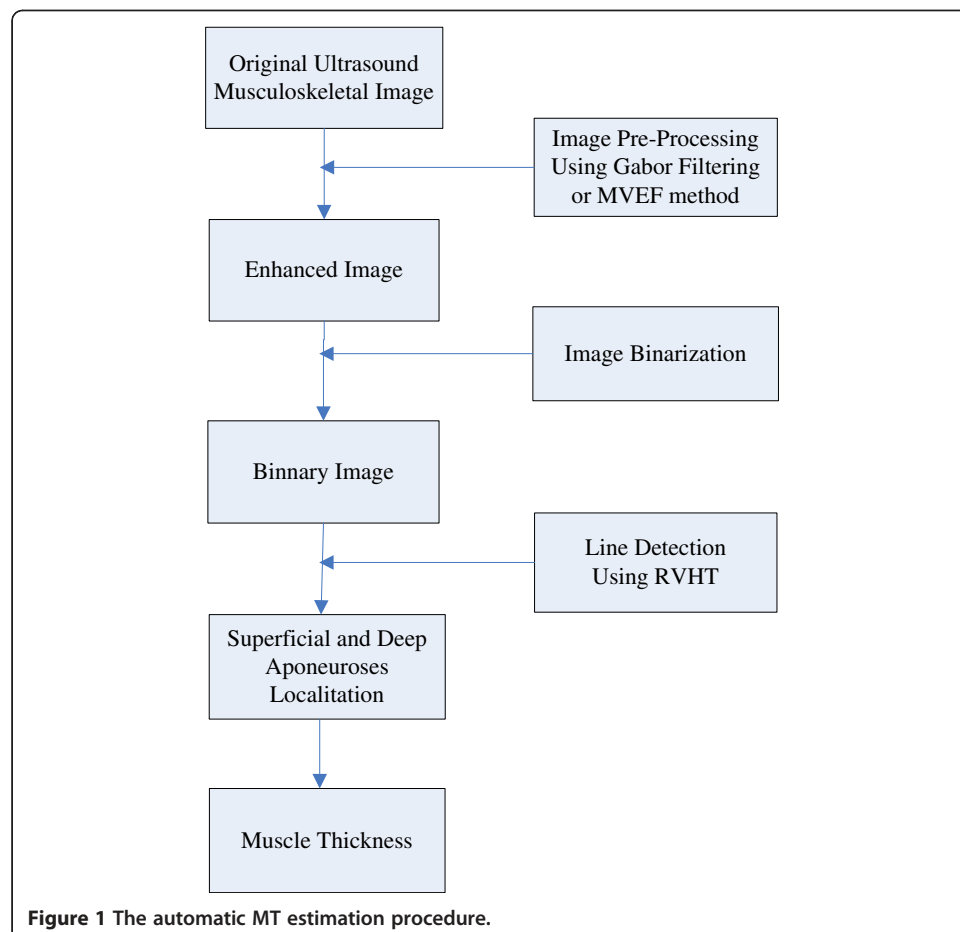 Original Ultrasound
Musculoskeletal Image
Image Pre-Processing
Using Gabor Filtering
or MVEF method
Enhanced Image
Image Binarization
Binnary Image
Line Detection
Using RVHT
Superficial and Deep
Aponeuroses
Localitation
Muscle Thickness
Figure 1 The automatic MT estimation procedure.